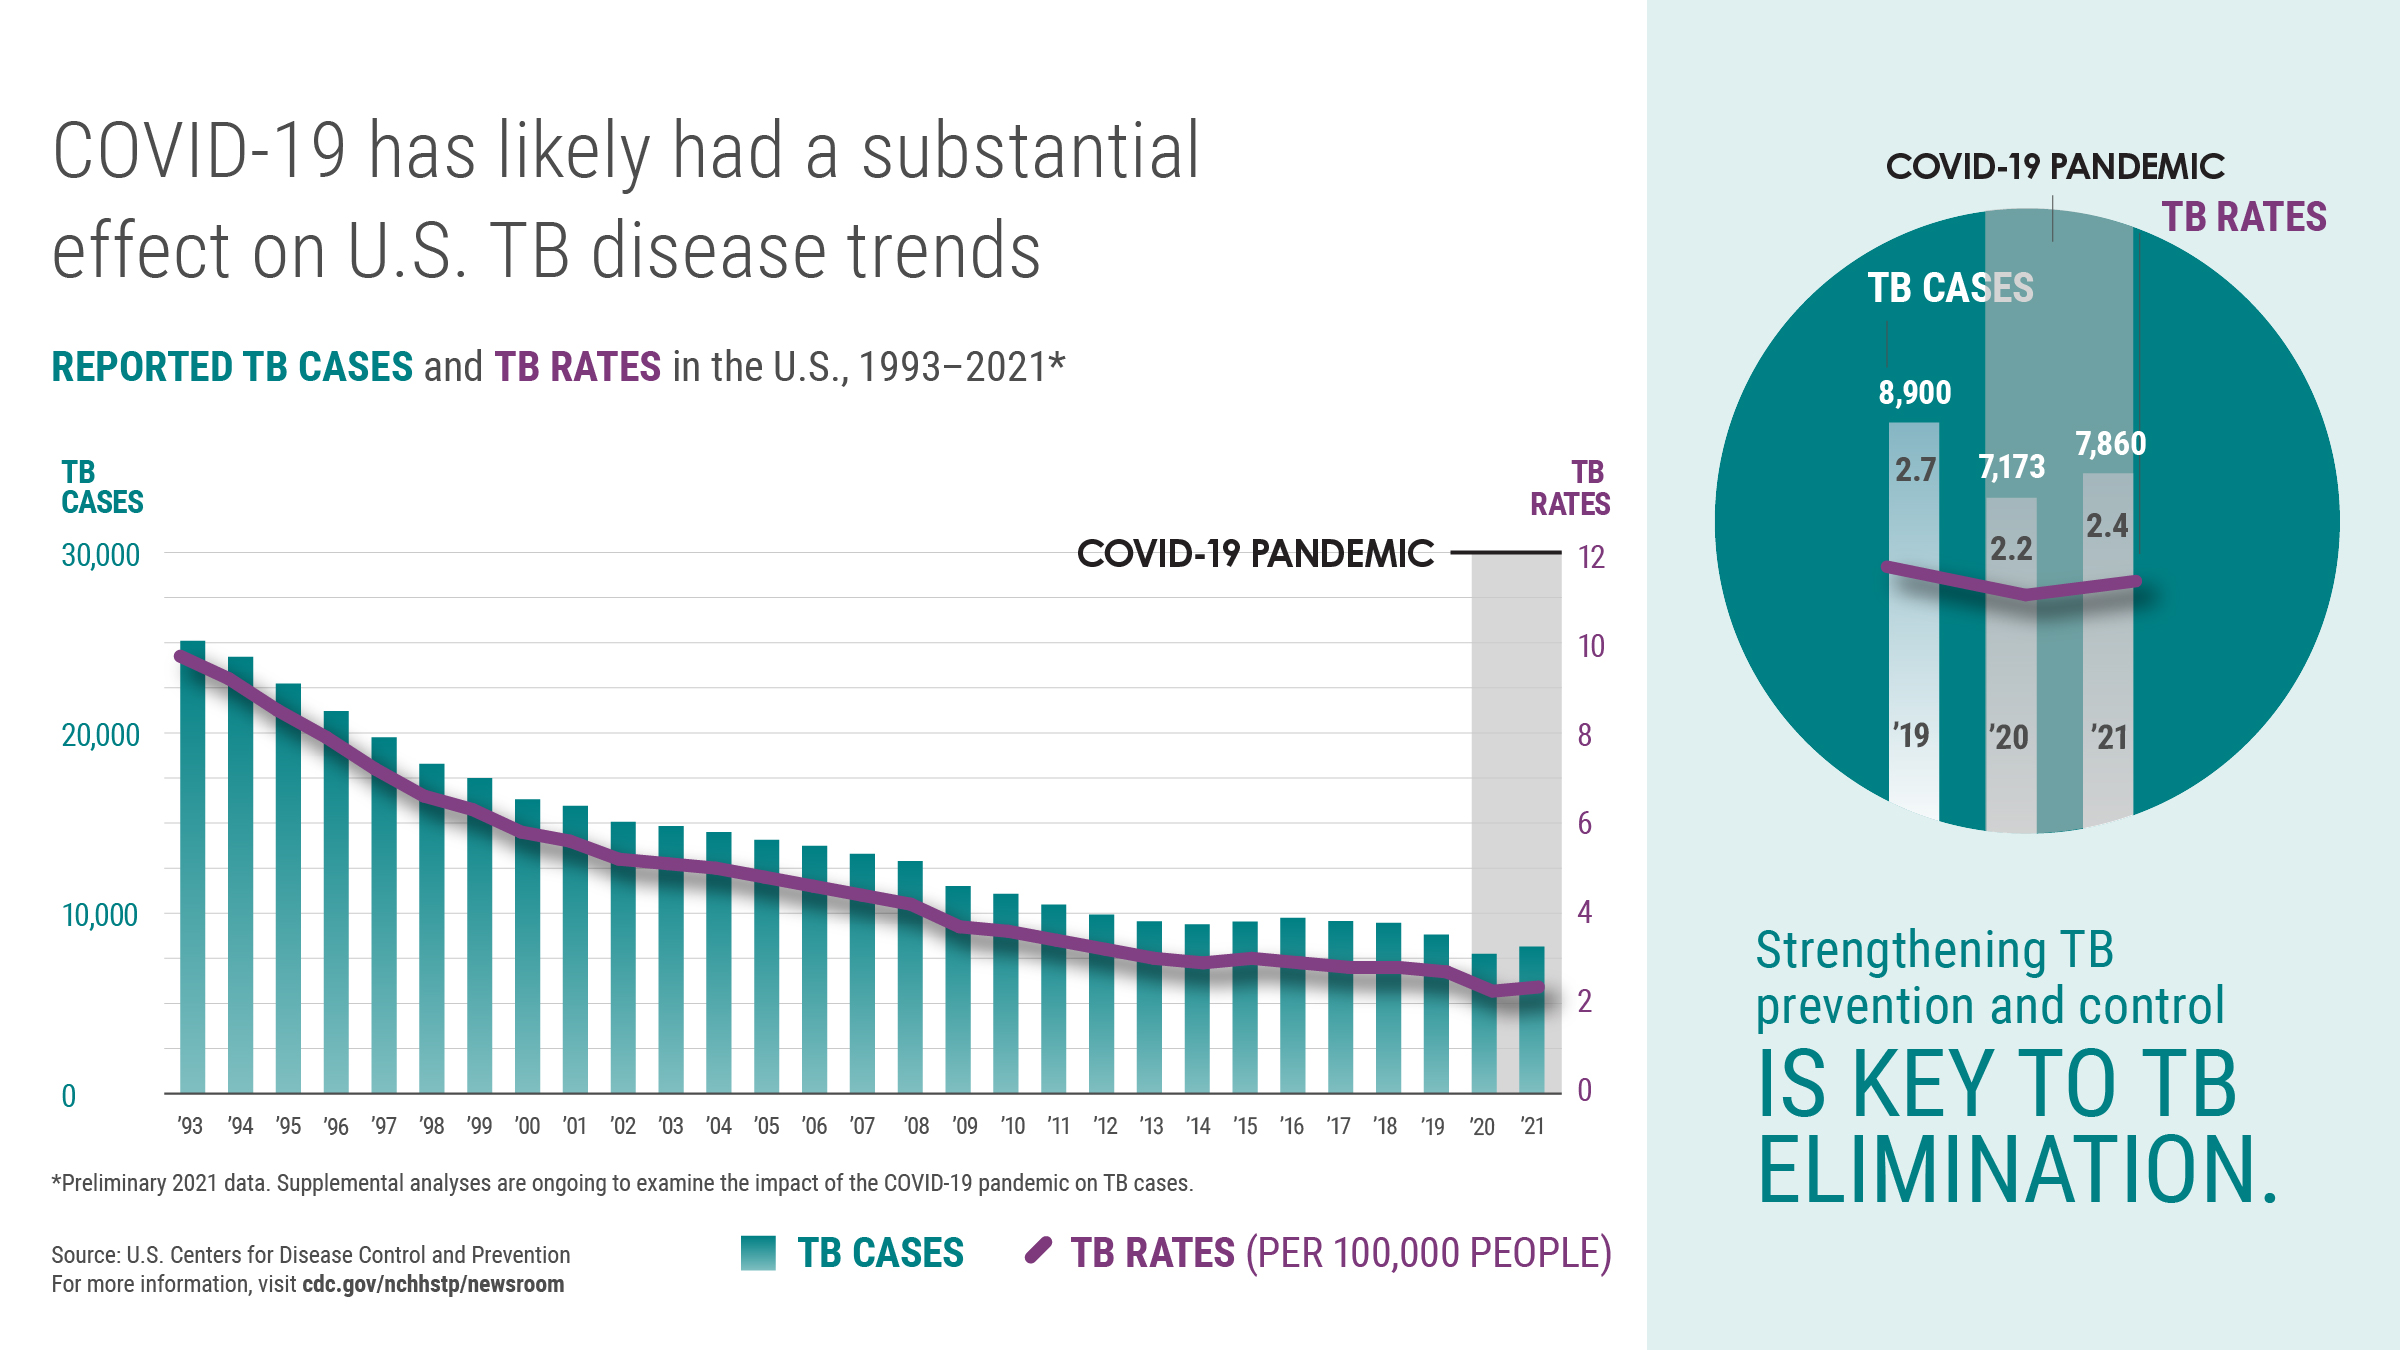 COVID-19 has likely had a substantial
effect on U.S. TB disease trends
REPORTED TB CASES and TB RATES in the U.S., 1993–2021*
TB
CASES
TB
RATES
COVID-19 PANDEMIC
30,000
20,000
10,000
0
12
10
8
6
4
2
0
’93 ’94 ’95 ’96 ’97 ’98 ’99 ’00 ’01 ’02 ’03 ’04 ’05 ’06 ’07 ’08 ’09 ’10 ’11 ’12 ’13 ’14 ’15 ’16 ’17 ’18 ’19 ’20 ’21
*Preliminary 2021 data. Supplemental analyses are ongoing to examine the impact of the COVID-19 pandemic on TB cases.
TB CASES
TB RATES (PER 100,000 PEOPLE)
Source: U.S. Centers for Disease Control and Prevention
For more information, visit cdc.gov/nchhstp/newsroom
COVID-19 PANDEMIC
TB RATES
TB CASES
8,900
7,173
7,860
2.7
2.2
2.4
’19
’20
’21
Strengthening TB
prevention and control
IS KEY TO TB
ELIMINATION.